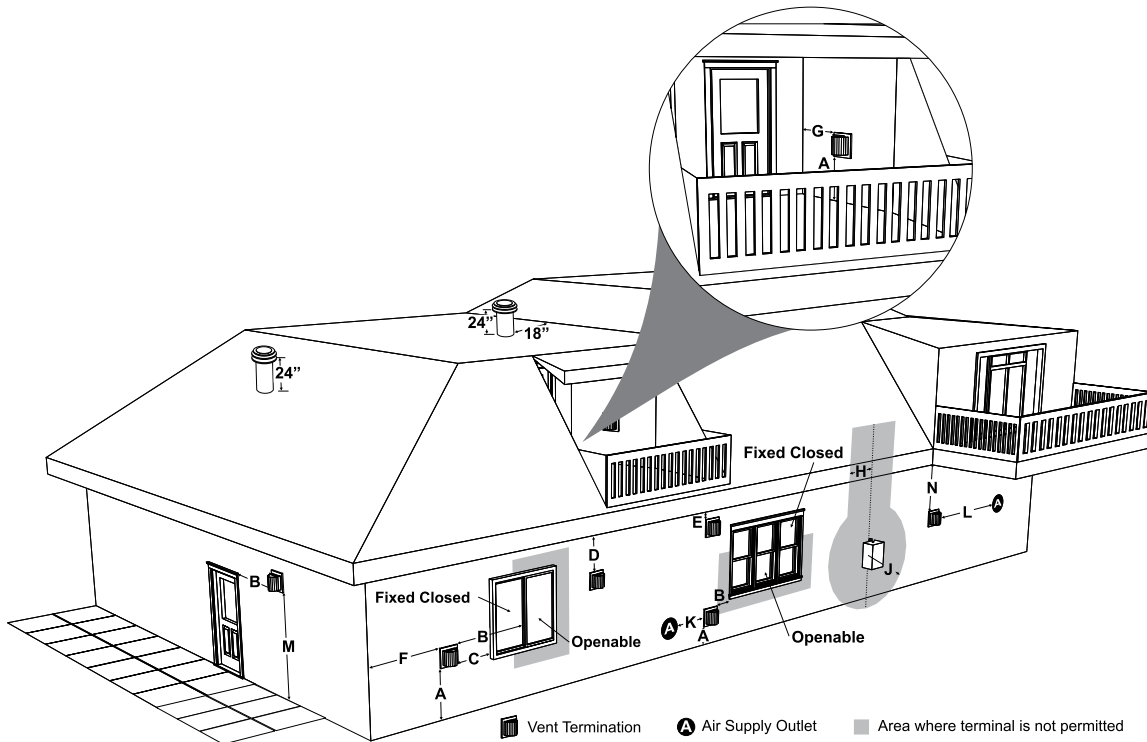 G
A
24”
18”
24”
Fixed Closed
H
N
L
A
E
D
J
B
Fixed Closed
B
B
K
A
A
Openable
Openable
F
C
M
A
Vent Termination
A Air Supply Outlet
Area where terminal is not permitted